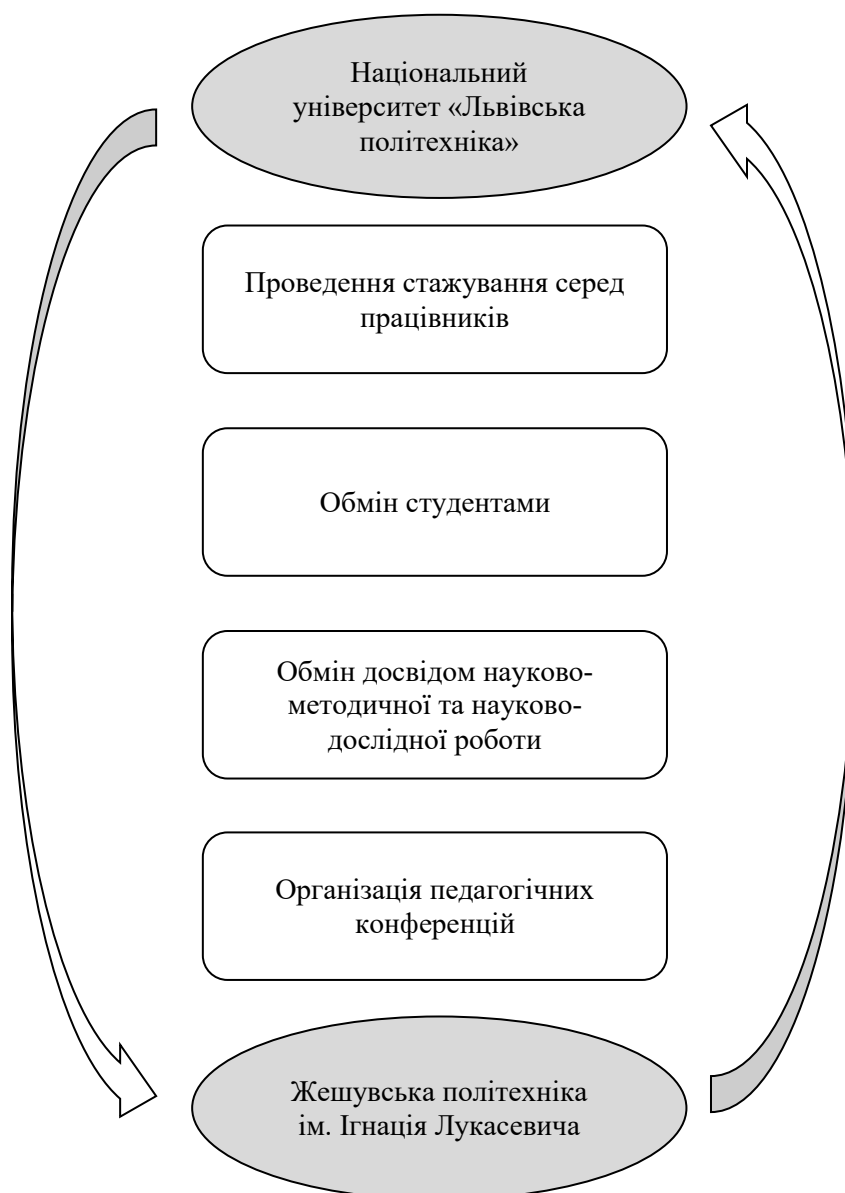 Національний
університет «Львівська
політехніка»
Проведення стажування серед
працівників
Обмін студентами
Обмін досвідом науково-
методичної та науково-
дослідної роботи
Організація педагогічних
конференцій
Жешувська політехніка
ім. Ігнація Лукасевича